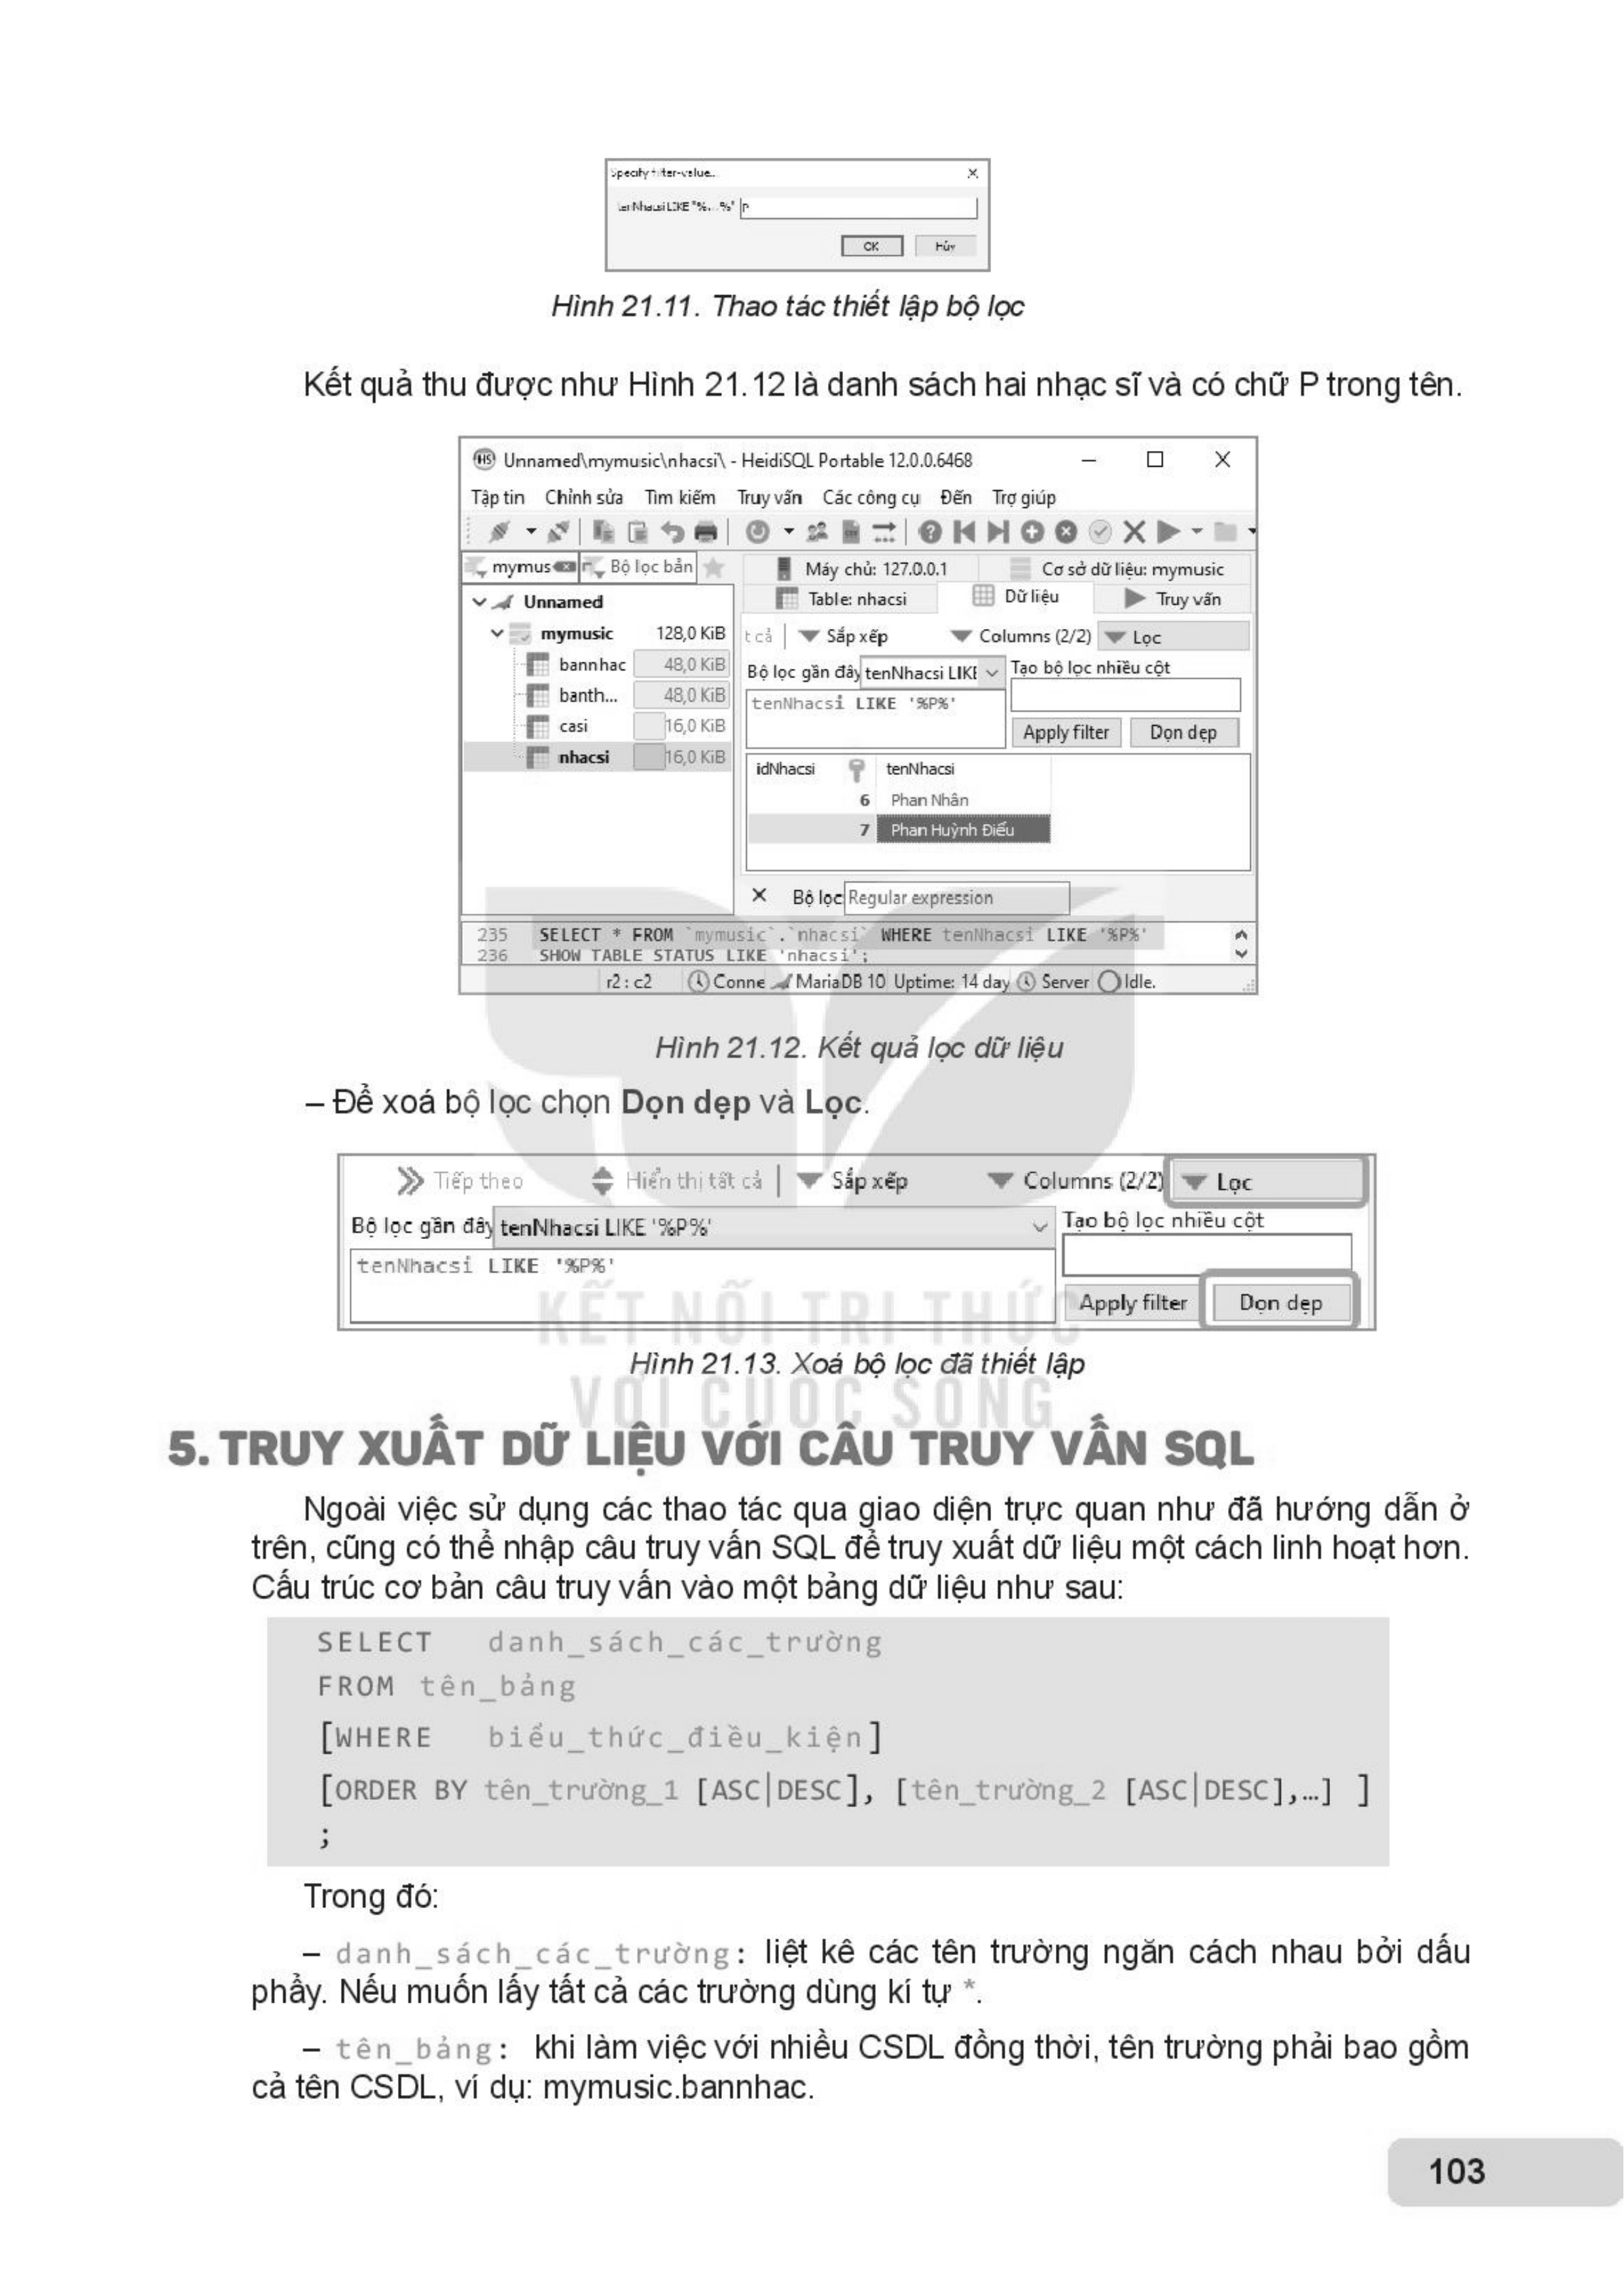 Specify filter-value...
tenNhacsi LIKE "%...%" P
OK Hủy
Hình 21.11. Thao tác thiết lập bộ lọc
Kết quả thu được như Hình 21.12 là danh sách hai nhạc sĩ và có chữ P trong tên.
Unnamed\mymusic\nhacsi\ - HeidiSQL Portable 12.0.0.6468
Tập tin Chỉnh sửa Tìm kiếm Truy vấn Các công cụ Đến Trợ giúp
mymus Bộ lọc bản Máy chủ: 127.0.0.1 Cơ sở dữ liệu: mymusic
Unnamed Table: nhacsi Dữ liệu Truy vấn
mymusic 128,0 KiB t cả Sắp xếp Columns (2/2) Lọc
bannhac 48,0 KiB Bộ lọc gần đây tenNhacsi LIKE Tạo bộ lọc nhiều cột
banth... 48,0 KiB tenNhacsi LIKE '%P%'
casi 16,0 KiB Apply filter Dọn dẹp
nhacsi 16,0 KiB idNhacsi tenNhacsi
6 Phan Nhân
7 Phan Huỳnh Điểu
Bộ lọc Regular expression
235 SELECT * FROM `mymusic`.`nhacsi` WHERE tenNhacsi LIKE '%P%'
236 SHOW TABLE STATUS LIKE 'nhacsi';
r2 : c2 Conne MariaDB 10 Uptime: 14 day Server Idle.
Hình 21.12. Kết quả lọc dữ liệu
– Để xoá bộ lọc chọn Dọn dẹp và Lọc.
Tiếp theo Hiển thị tất cả Sắp xếp Columns (2/2) Lọc
Bộ lọc gần đây tenNhacsi LIKE '%P%' Tạo bộ lọc nhiều cột
tenNhacsi LIKE '%P%'
Apply filter Dọn dẹp
KẾT NỐI TRI THỨC
Hình 21.13. Xoá bộ lọc đã thiết lập
VỚI CUỘC SỐNG
5. TRUY XUẤT DỮ LIỆU VỚI CÂU TRUY VẤN SQL
Ngoài việc sử dụng các thao tác qua giao diện trực quan như đã hướng dẫn ở
trên, cũng có thể nhập câu truy vấn SQL để truy xuất dữ liệu một cách linh hoạt hơn.
Cấu trúc cơ bản câu truy vấn vào một bảng dữ liệu như sau:
SELECT danh_sách_các_trường
FROM tên_bảng
[WHERE biểu_thức_điều_kiện]
[ORDER BY tên_trường_1 [ASC|DESC], [tên_trường_2 [ASC|DESC],…] ]
;
Trong đó:
– danh_sách_các_trường: liệt kê các tên trường ngăn cách nhau bởi dấu
phẩy. Nếu muốn lấy tất cả các trường dùng kí tự *.
– tên_bảng: khi làm việc với nhiều CSDL đồng thời, tên trường phải bao gồm
cả tên CSDL, ví dụ: mymusic.bannhac.
103